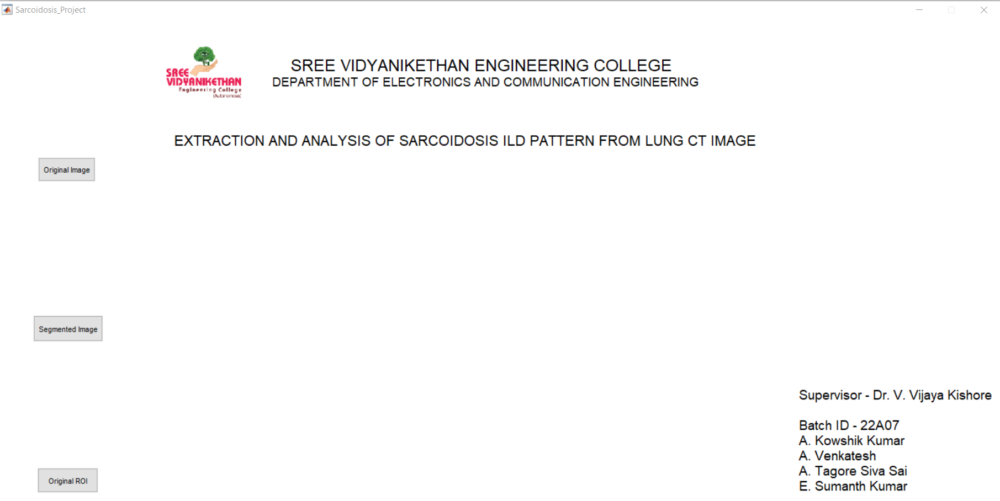 Sarcoidosis_Project
SREE
VIDYANIKETHAN
Engineering College
(Autonomous)
SREE VIDYANIKETHAN ENGINEERING COLLEGE
DEPARTMENT OF ELECTRONICS AND COMMUNICATION ENGINEERING
EXTRACTION AND ANALYSIS OF SARCOIDOSIS ILD PATTERN FROM LUNG CT IMAGE
Original Image
Segmented Image
Original ROI
Supervisor - Dr. V. Vijaya Kishore
Batch ID - 22A07
A. Kowshik Kumar
A. Venkatesh
A. Tagore Siva Sai
E. Sumanth Kumar